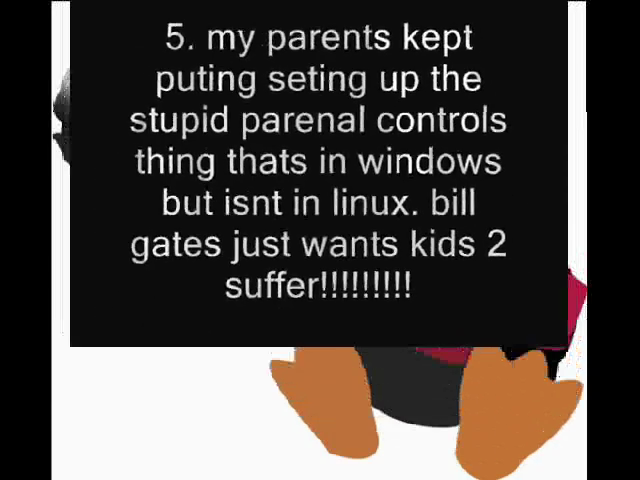 5. my parents kept
puting seting up the
stupid parenal controls
thing thats in windows
but isnt in linux. bill
gates just wants kids 2
suffer!!!!!!!!!